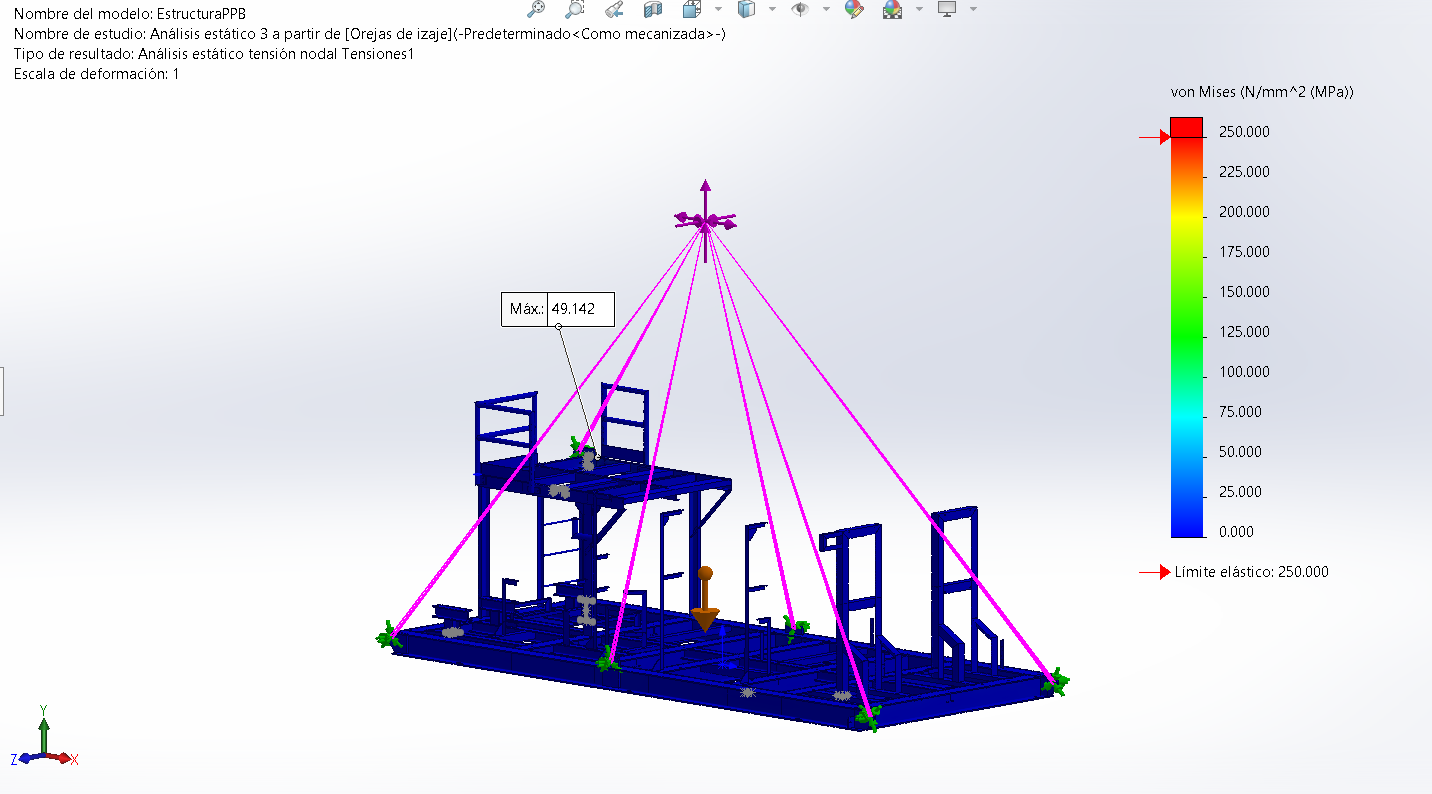 Nombre del modelo: EstructuraPPB
Nombre de estudio: Análisis estático 3 a partir de [Orejas de izaje](-Predeterminado<Como mecanizada>-)
Tipo de resultado: Análisis estático tensión nodal Tensiones1
Escala de deformación: 1
von Mises (N/mm^2 (MPa))
250.000
225.000
200.000
175.000
150.000
125.000
100.000
75.000
50.000
25.000
0.000
Límite elástico: 250.000
Máx.: 49.142
Y
Z
X